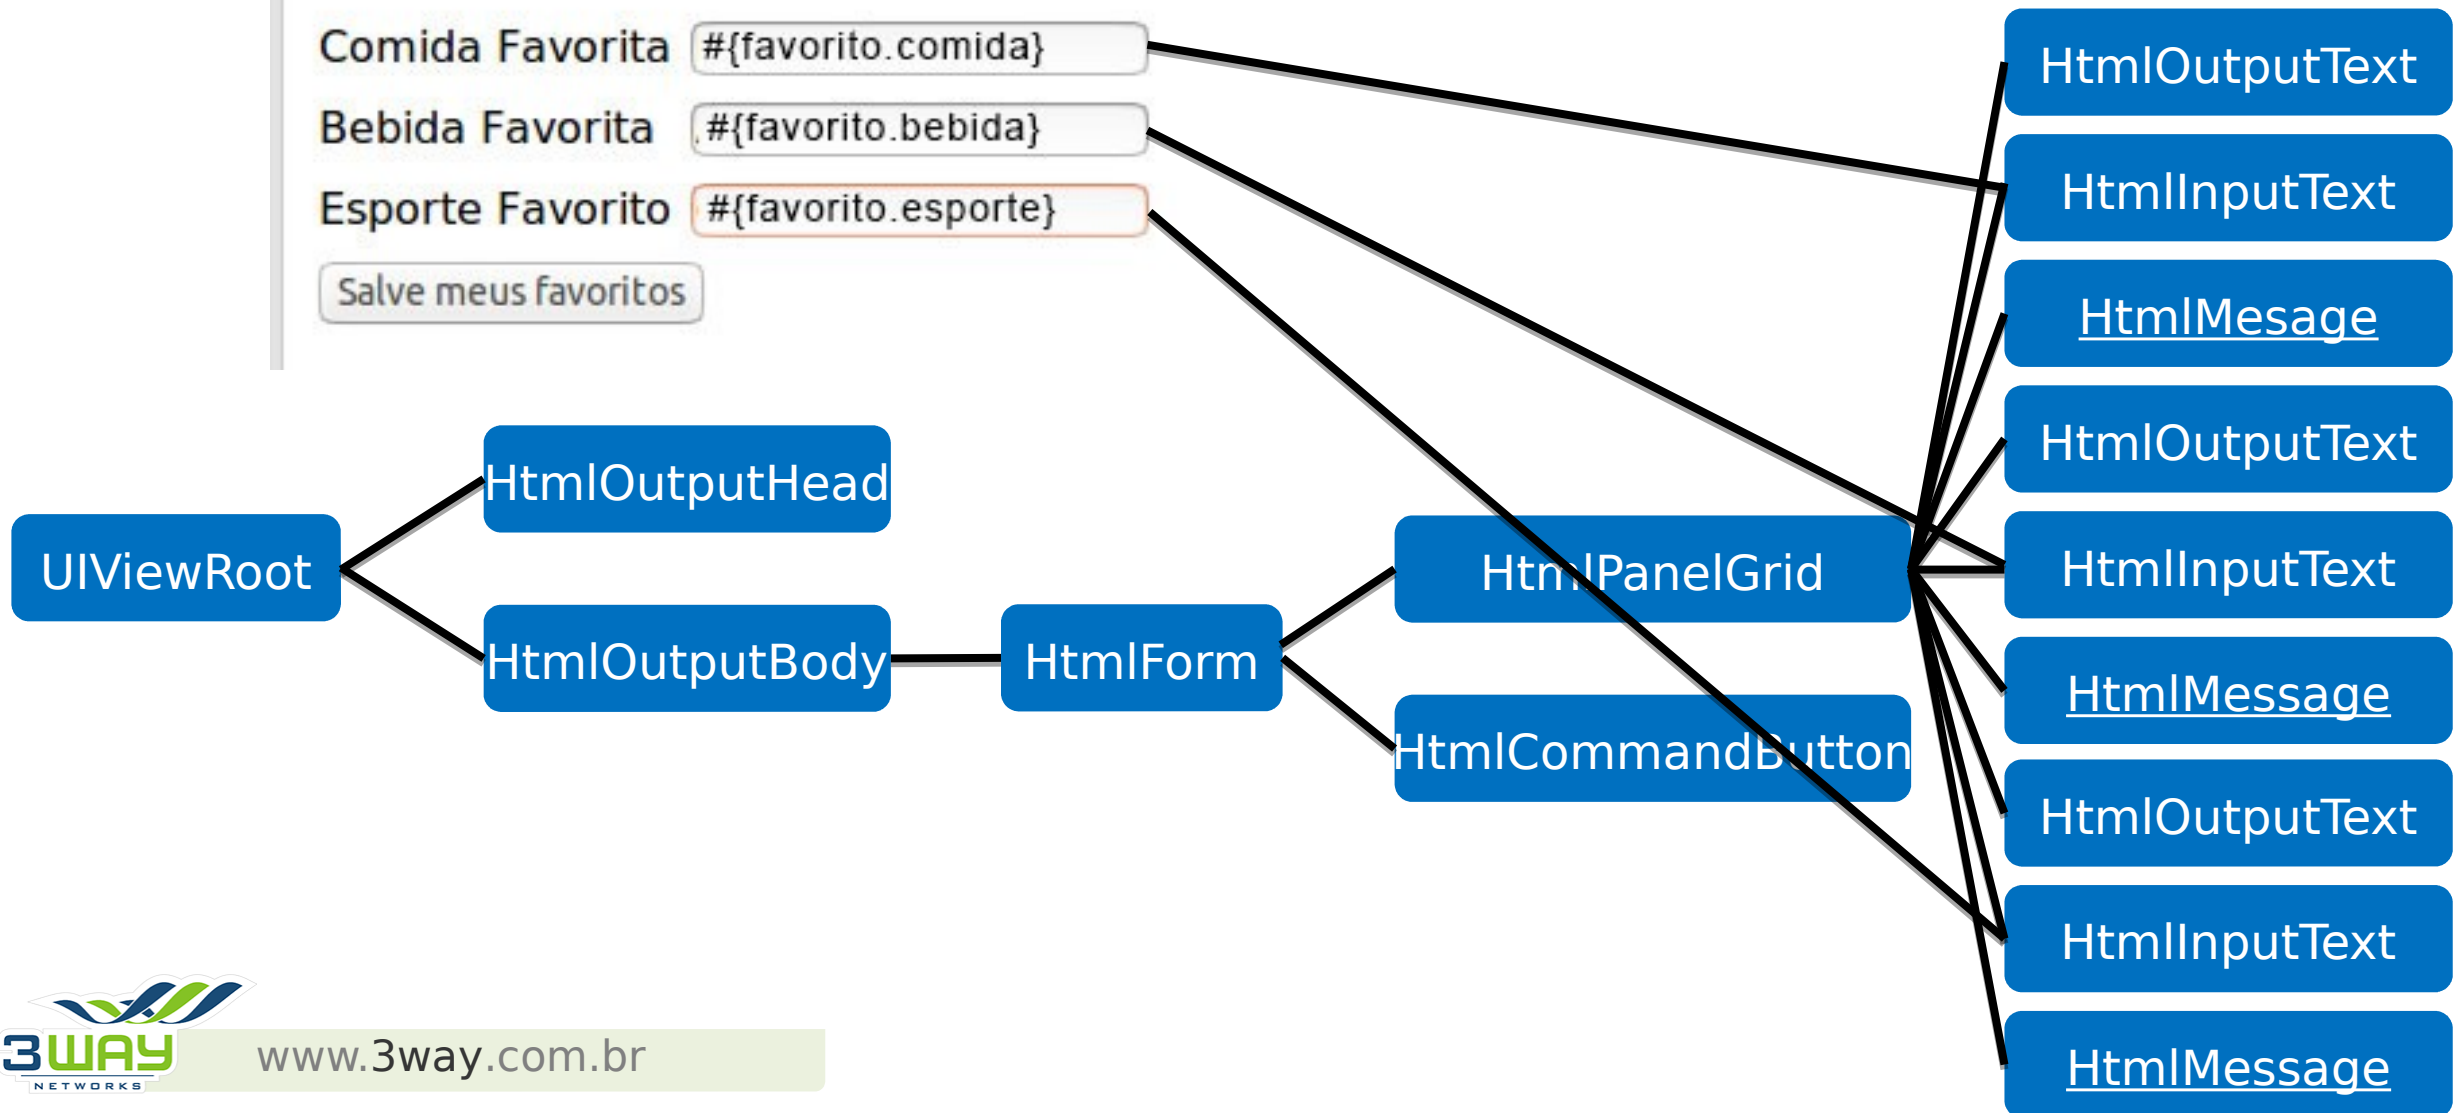 Comida Favorita #{favorito.comida}
Bebida Favorita #{favorito.bebida}
Esporte Favorito #{favorito.esporte}
Salve meus favoritos
HtmlOutputText
HtmlInputText
HtmlMesage
HtmlOutputText
HtmlInputText
HtmlMessage
HtmlOutputText
HtmlInputText
HtmlMessage
UIViewRoot
HtmlOutputHead
HtmlOutputBody
HtmlForm
HtmlPanelGrid
HtmlCommandButton
3WAY
NETWORKS
www.3way.com.br